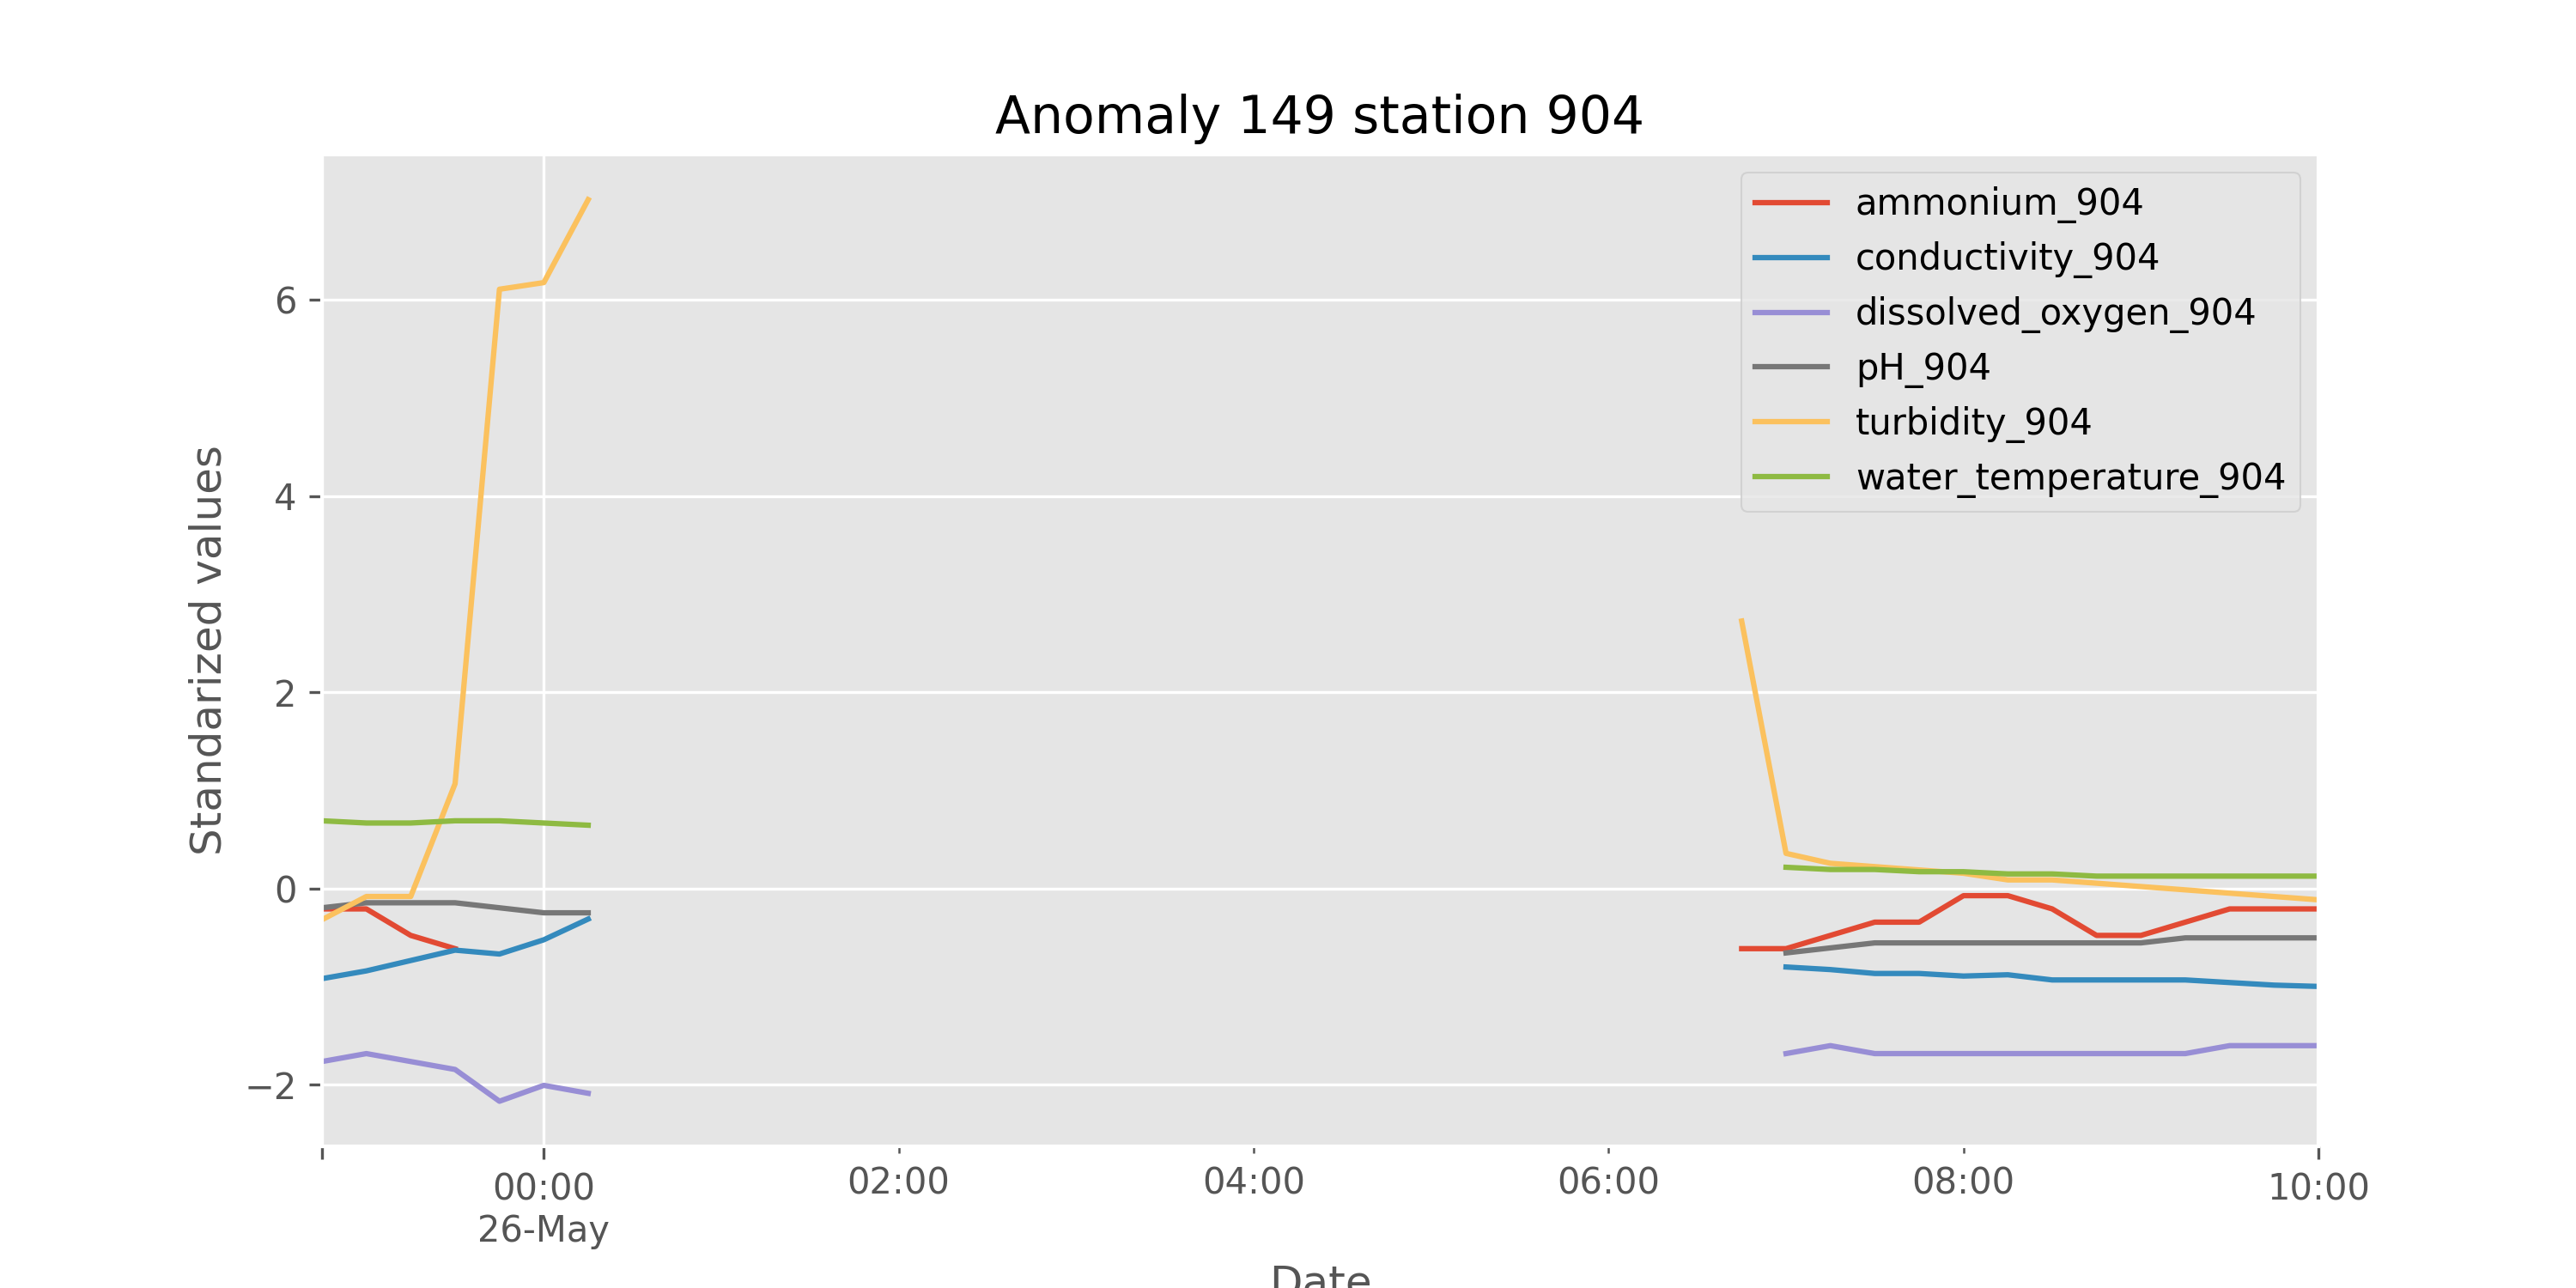 Anomaly 149 station 904
ammonium_904
conductivity_904
dissolved_oxygen_904
pH_904
turbidity_904
water_temperature_904
Standarized values
6
4
2
0
−2
00:00
26-May
02:00
04:00
06:00
08:00
10:00
Date